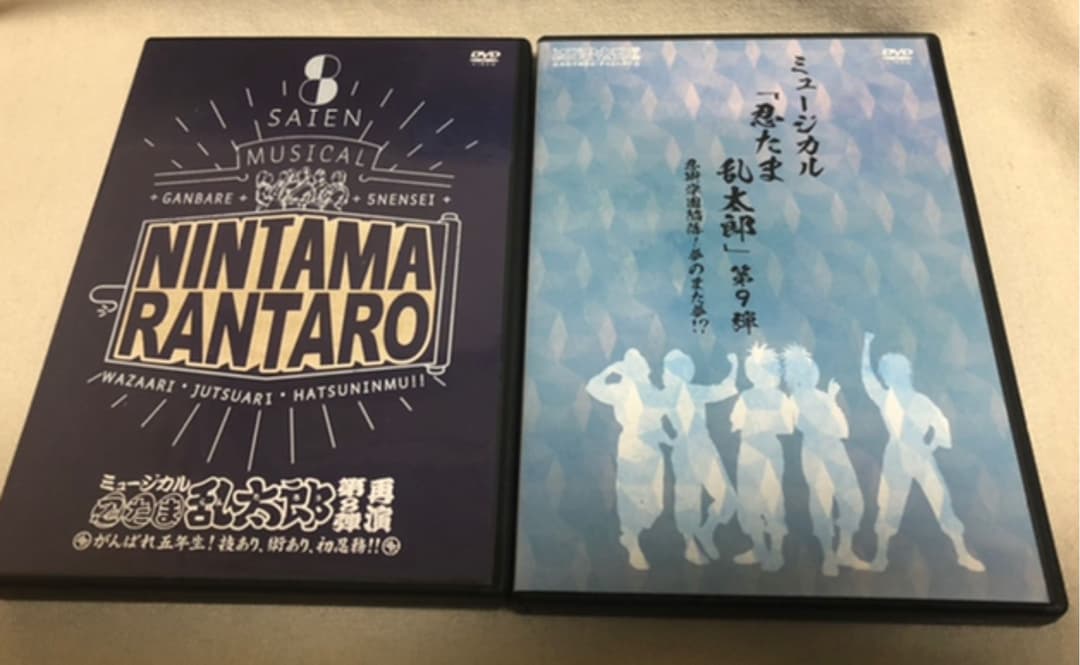 DVD
VIDEO
8
SAIEN
MUSICAL
GANBARE
5NENSEI
NINTAMA
RANTARO
WAZAARI・JUTSUARI・HATSUNINMU!!
ミュージカル
忍たま乱太郎
第8弾
再演
がんばれ五年生!技あり、術あり、初忍務!!
DVD
ミュージカル
「忍たま
乱太郎」第9弾
忍術学園陥落!夢のまた夢!?